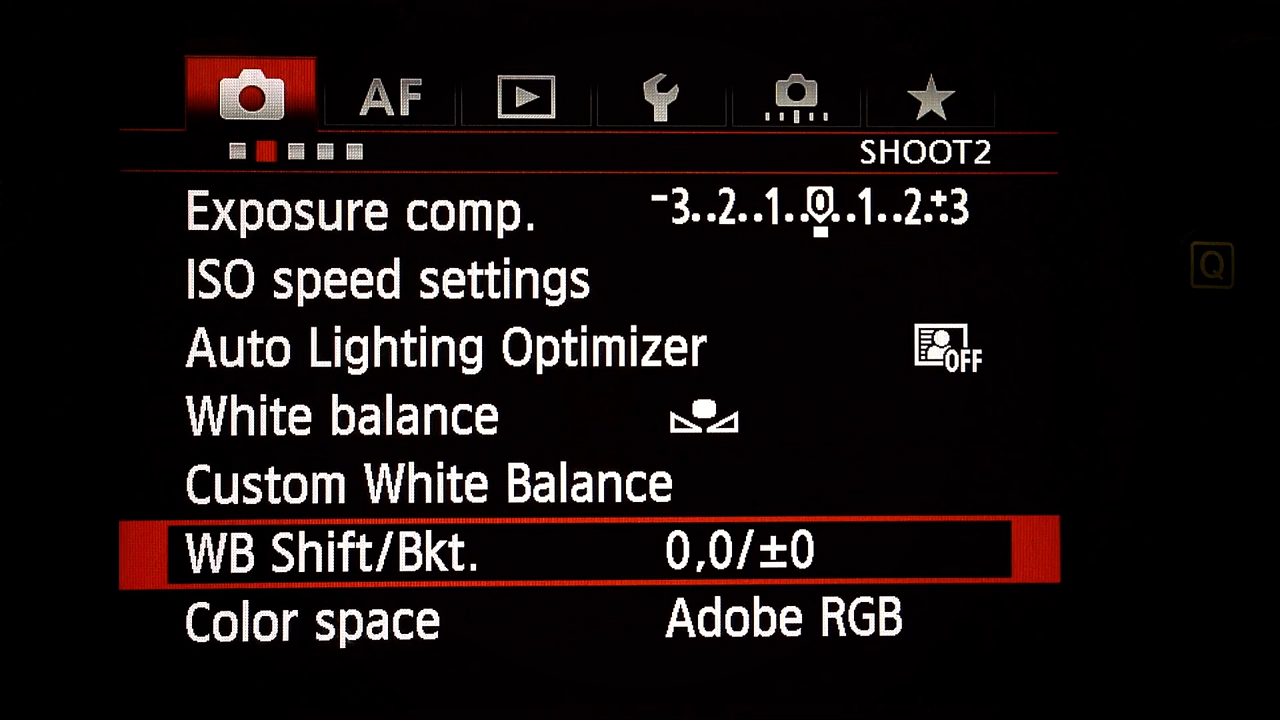 AF
SHOOT2
Exposure comp. -3..2..1..0..1..2..+3
ISO speed settings
Auto Lighting Optimizer OFF
White balance
Custom White Balance
WB Shift/Bkt. 0,0/±0
Color space Adobe RGB
Q